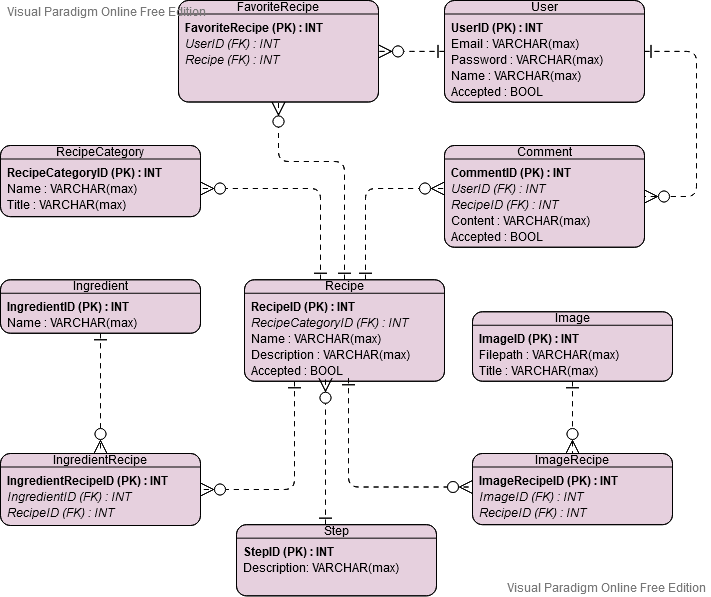 Visual Paradigm Online Free Edition
FavoriteRecipe
FavoriteRecipe (PK) : INT
UserID (FK) : INT
Recipe (FK) : INT
User
UserID (PK) : INT
Email : VARCHAR(max)
Password : VARCHAR(max)
Name : VARCHAR(max)
Accepted : BOOL
RecipeCategory
RecipeCategoryID (PK) : INT
Name : VARCHAR(max)
Title : VARCHAR(max)
Comment
CommentID (PK) : INT
UserID (FK) : INT
RecipeID (FK) : INT
Content : VARCHAR(max)
Accepted : BOOL
Ingredient
IngredientID (PK) : INT
Name : VARCHAR(max)
Recipe
RecipeID (PK) : INT
RecipeCategoryID (FK) : INT
Name : VARCHAR(max)
Description : VARCHAR(max)
Accepted : BOOL
Image
ImageID (PK) : INT
Filepath : VARCHAR(max)
Title : VARCHAR(max)
IngredientRecipe
IngredientRecipeID (PK) : INT
IngredientID (FK) : INT
RecipeID (FK) : INT
ImageRecipe
ImageRecipeID (PK) : INT
ImageID (FK) : INT
RecipeID (FK) : INT
Step
StepID (PK) : INT
Description: VARCHAR(max)
Visual Paradigm Online Free Edition